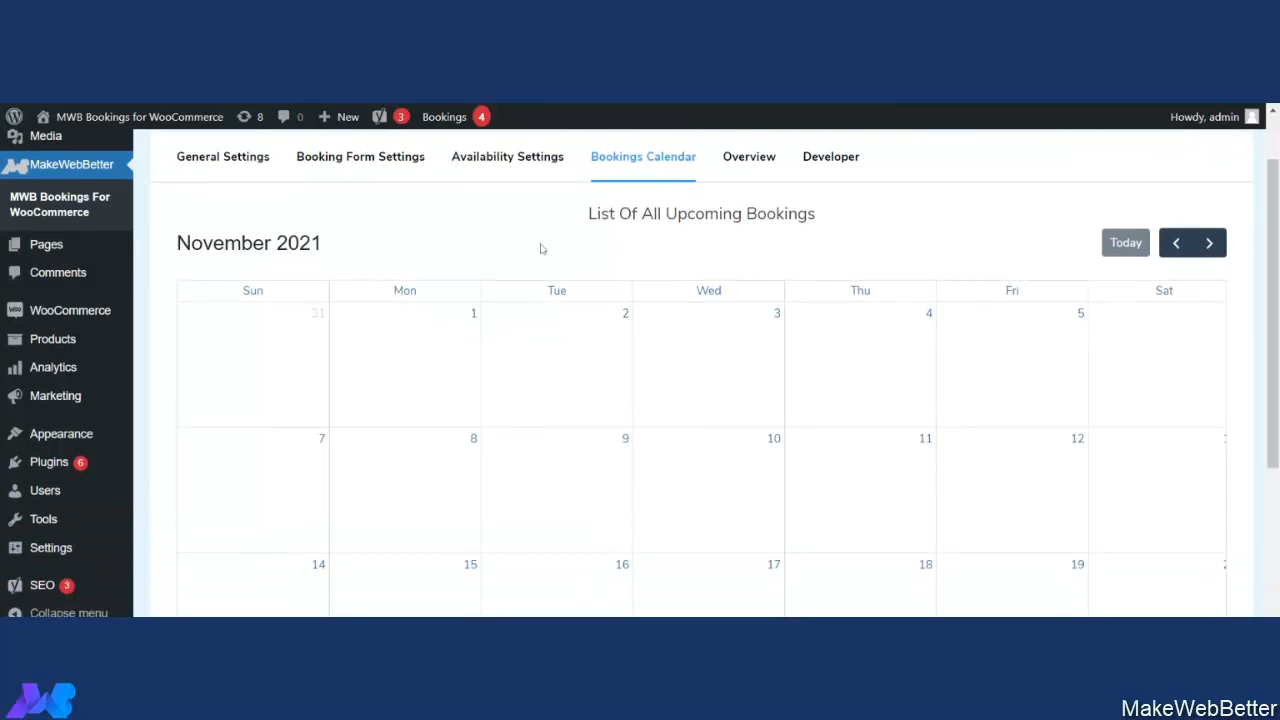 MWB Bookings for WooCommerce 8 0 New 3 Bookings 4 Howdy, admin
Media
MakeWebBetter
MWB Bookings For
WooCommerce
Pages
Comments
WooCommerce
Products
Analytics
Marketing
Appearance
Plugins 6
Users
Tools
Settings
SEO 3
Collapse menu
General Settings Booking Form Settings Availability Settings Bookings Calendar Overview Developer
List Of All Upcoming Bookings
November 2021
Today
Sun Mon Tue Wed Thu Fri Sat
31 1 2 3 4 5
7 8 9 10 11 12
14 15 16 17 18 19
MakeWebBetter